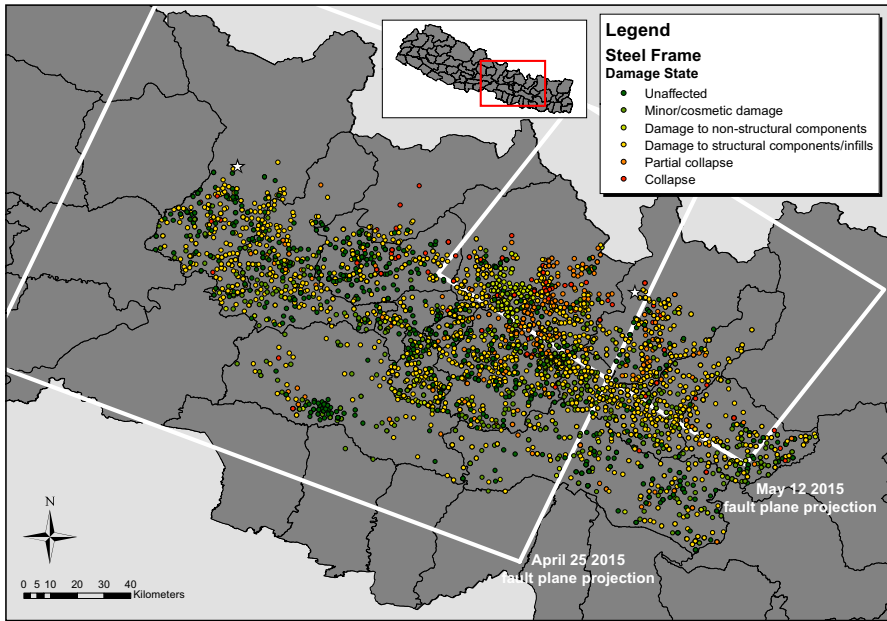 Legend
Steel Frame
Damage State
Unaffected
Minor/cosmetic damage
Damage to non-structural components
Damage to structural components/infills
Partial collapse
Collapse
May 12 2015
fault plane projection
April 25 2015
fault plane projection
N
0 5 10 20 30 40
Kilometers